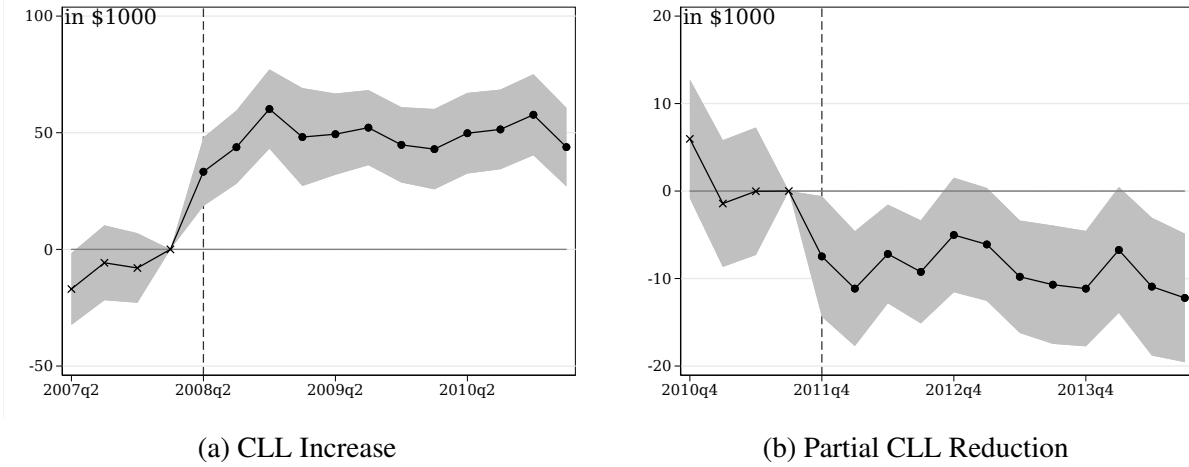 in $1000
100
50
0
-50
2007q2 2008q2 2009q2 2010q2
(a) CLL Increase
in $1000
20
10
0
-10
-20
2010q4 2011q4 2012q4 2013q4
(b) Partial CLL Reduction